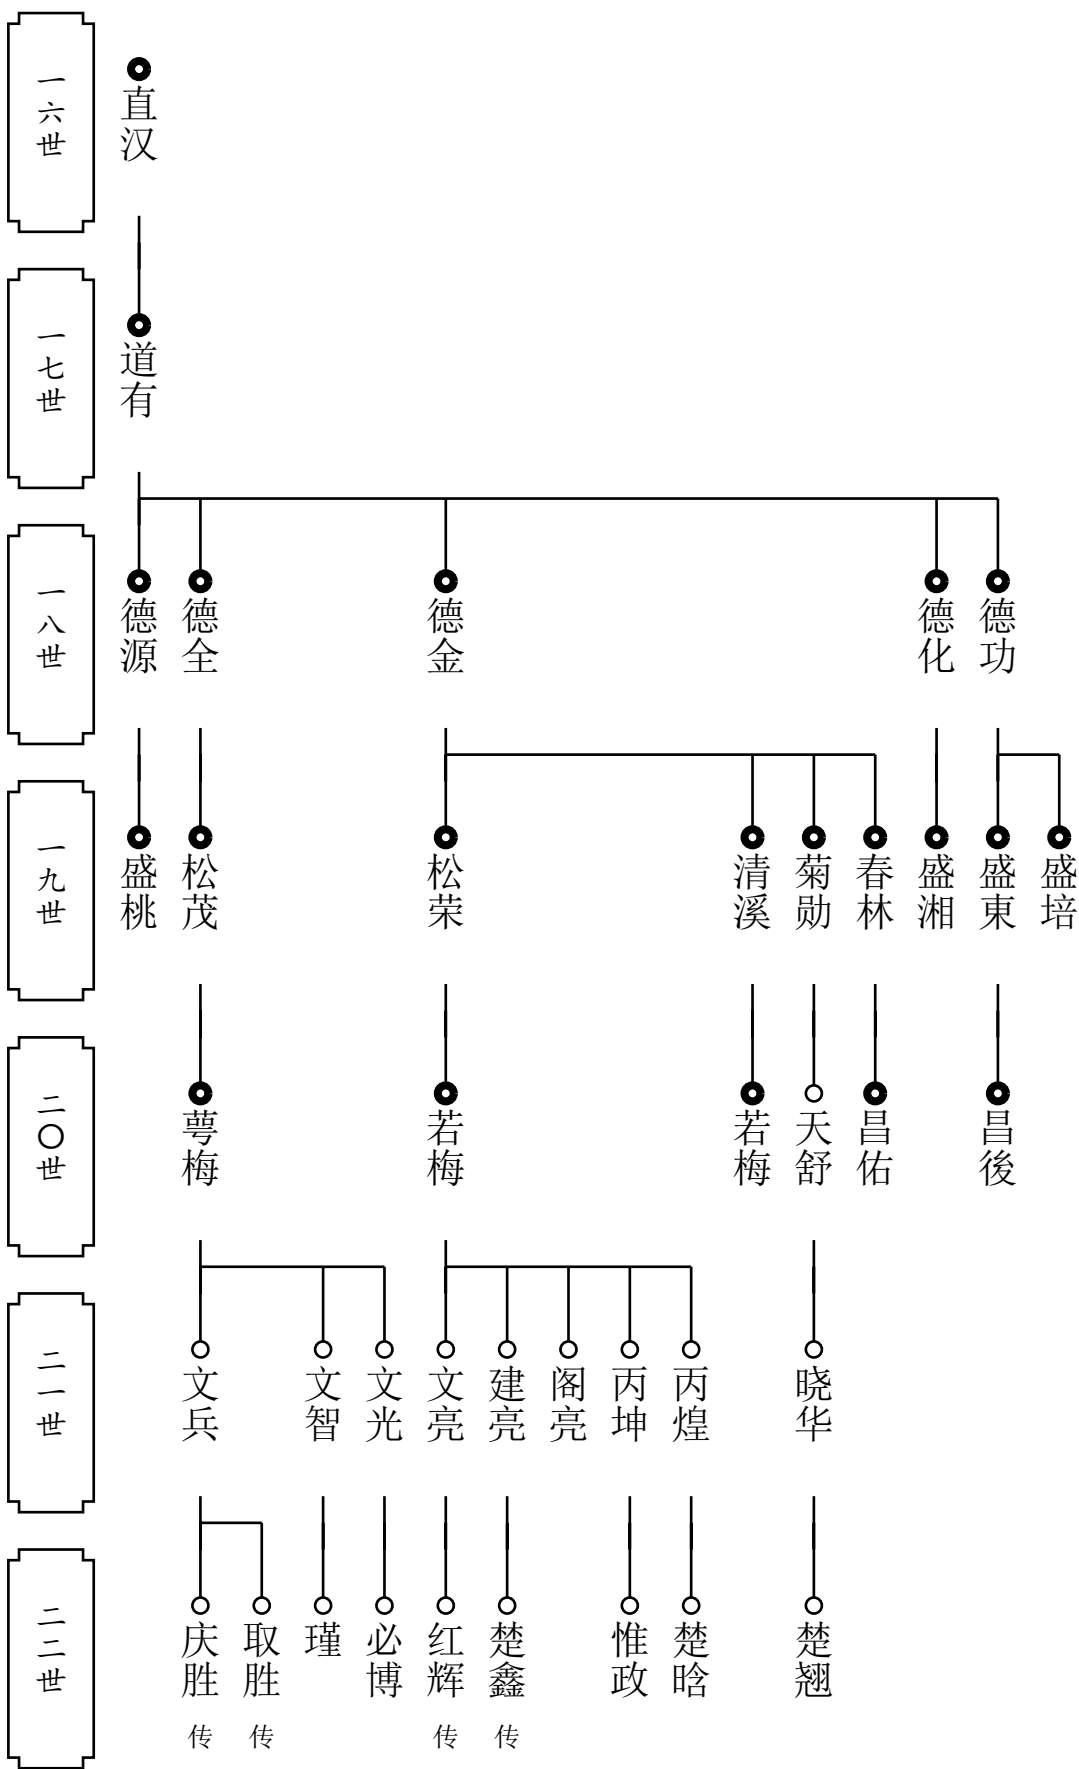 一六世
直汉
一七世
道有
一八世
德源
德全
德金
德化
德功
一九世
盛桃
松茂
松荣
清溪
菊勋
春林
盛湘
盛東
盛培
二〇世
萼梅
若梅
若梅
天舒
昌佑
昌後
二一世
文兵
文智
文光
文亮
建亮
阁亮
丙坤
丙煌
晓华
二二世
庆胜
传
取胜
传
瑾
必博
红辉
传
楚鑫
传
惟政
楚晗
楚翘